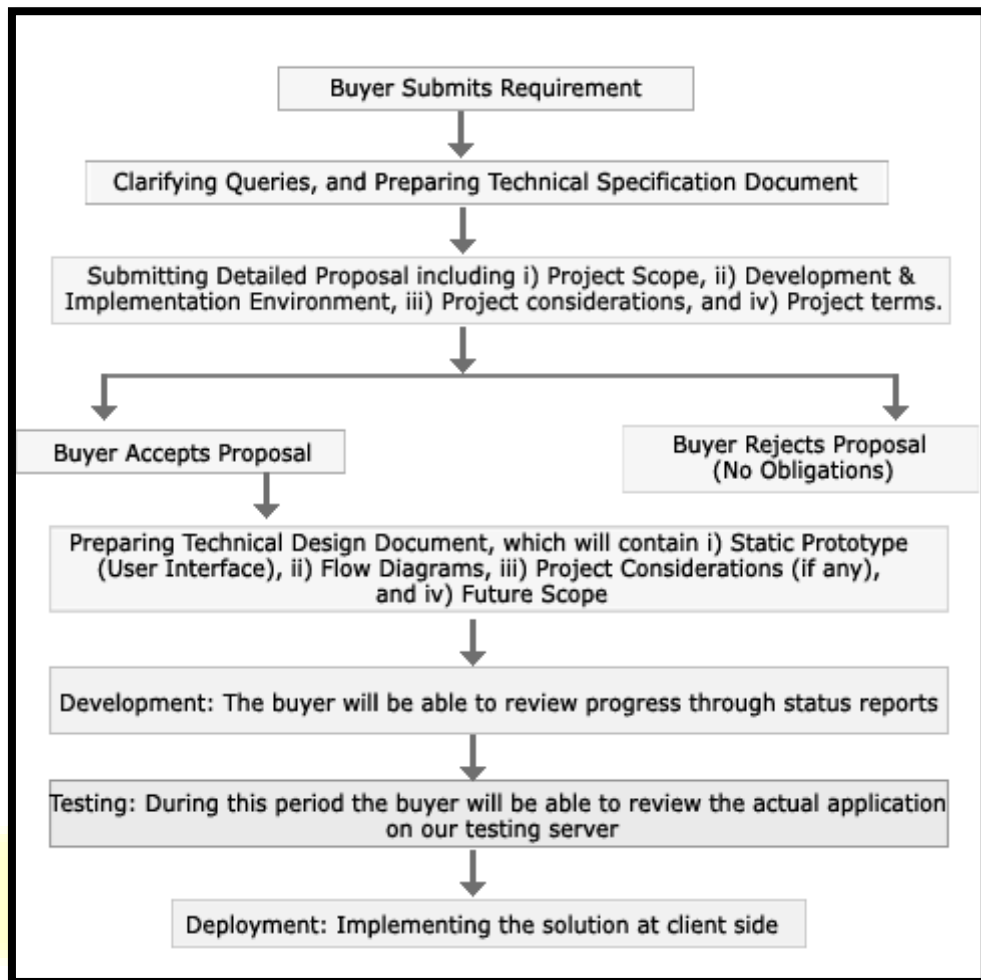 Buyer Submits Requirement
Clarifying Queries, and Preparing Technical Specification Document
Submitting Detailed Proposal including i) Project Scope, ii) Development &
Implementation Environment, iii) Project considerations, and iv) Project terms.
Buyer Accepts Proposal
Buyer Rejects Proposal
(No Obligations)
Preparing Technical Design Document, which will contain i) Static Prototype
(User Interface), ii) Flow Diagrams, iii) Project Considerations (if any),
and iv) Future Scope
Development: The buyer will be able to review progress through status reports
Testing: During this period the buyer will be able to review the actual application
on our testing server
Deployment: Implementing the solution at client side